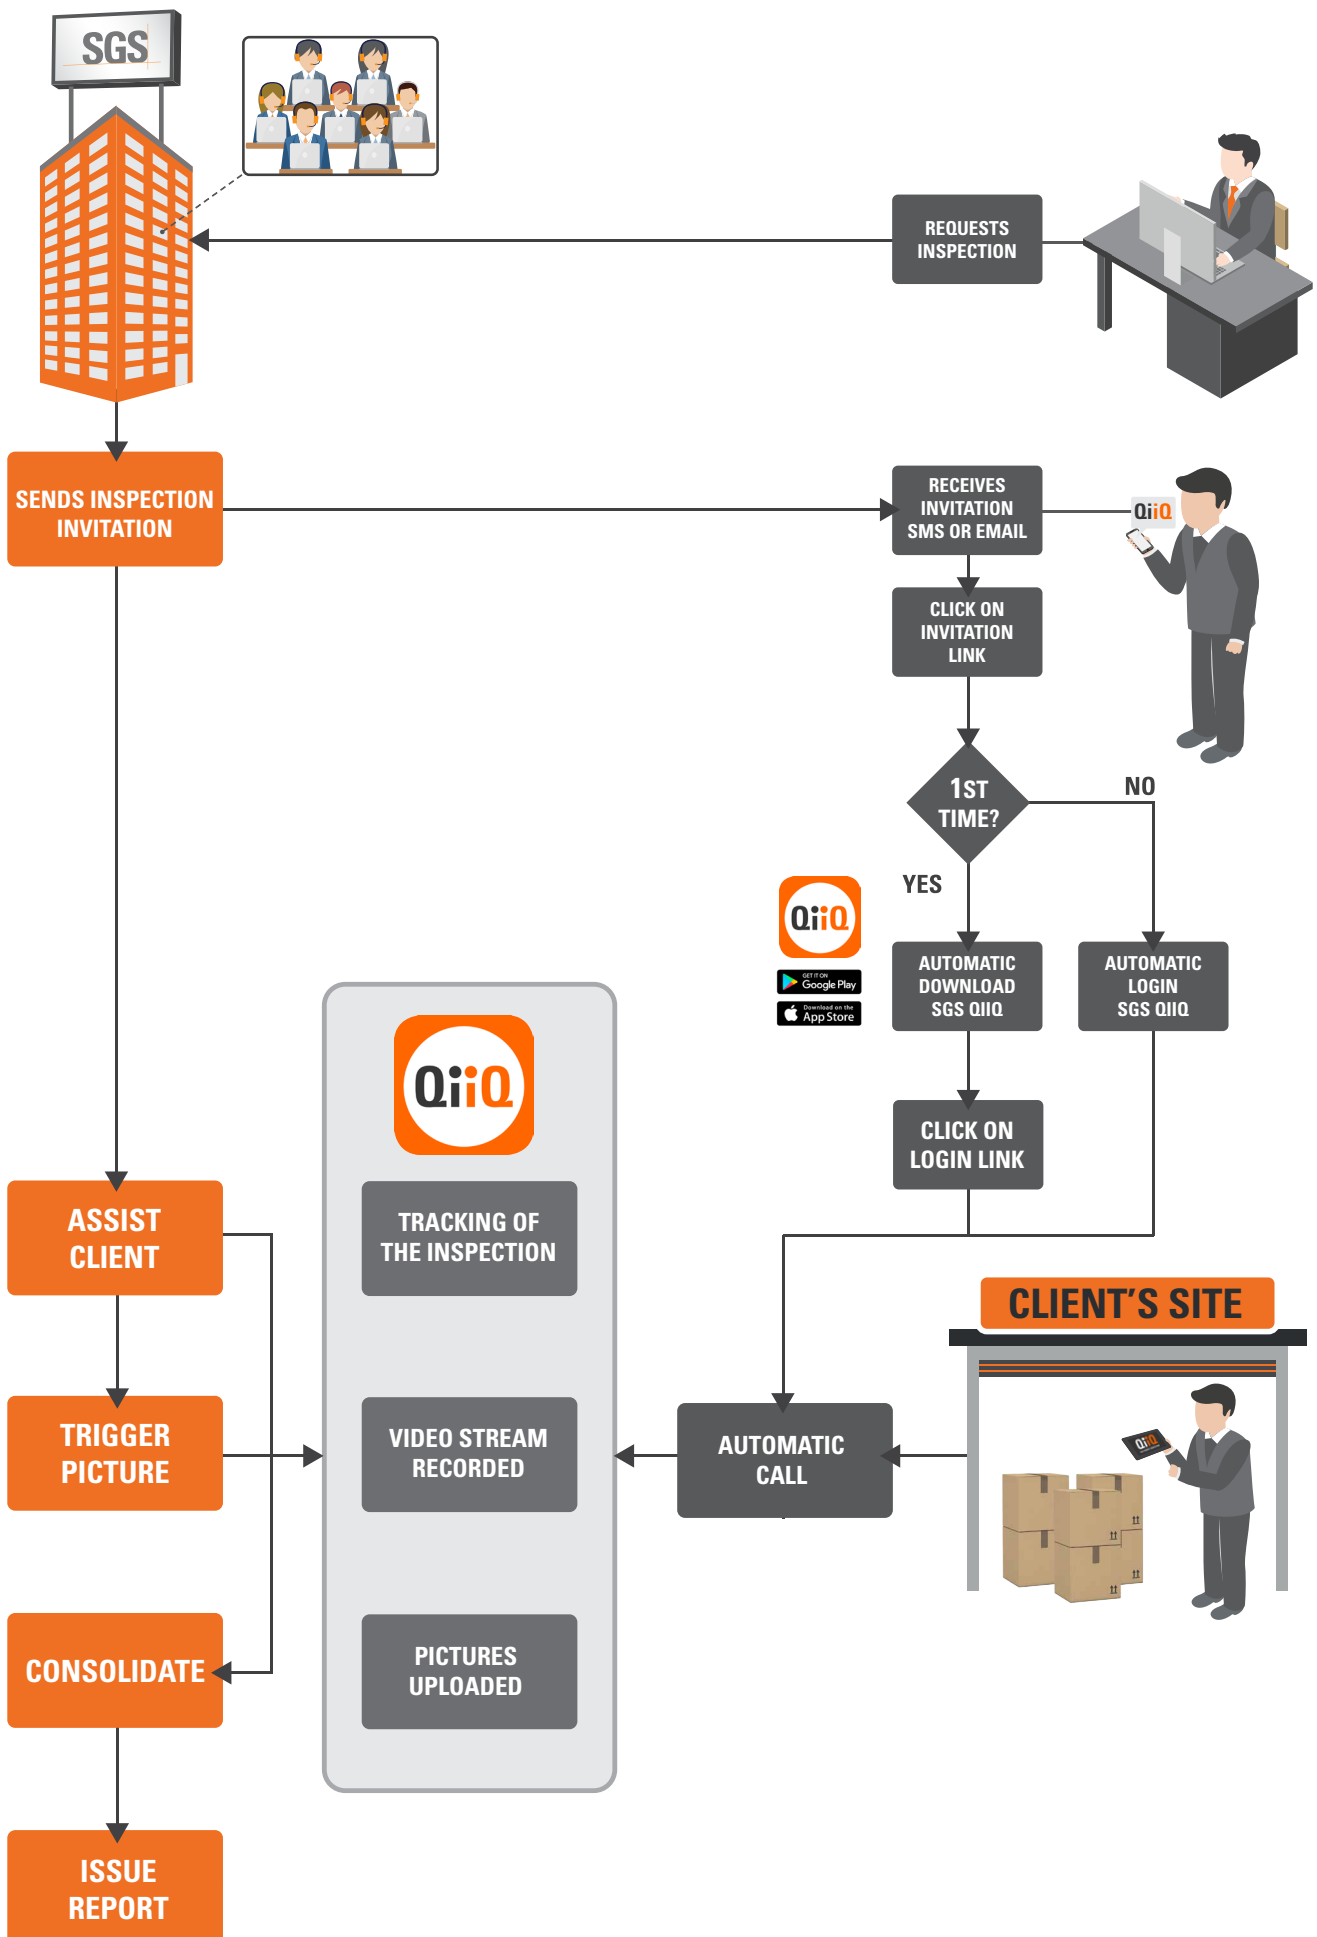 SGS
REQUESTS
INSPECTION
SENDS INSPECTION
INVITATION
RECEIVES
INVITATION
SMS OR EMAIL
QiiQ
CLICK ON
INVITATION
LINK
1ST
TIME?
NO
YES
QiiQ
GET IT ON
Google Play
Download on the
App Store
AUTOMATIC
DOWNLOAD
SGS QIIQ
AUTOMATIC
LOGIN
SGS QIIQ
CLICK ON
LOGIN LINK
QiiQ
ASSIST
CLIENT
TRACKING OF
THE INSPECTION
CLIENT'S SITE
TRIGGER
PICTURE
VIDEO STREAM
RECORDED
AUTOMATIC
CALL
QiiQ
CONSOLIDATE
PICTURES
UPLOADED
ISSUE
REPORT